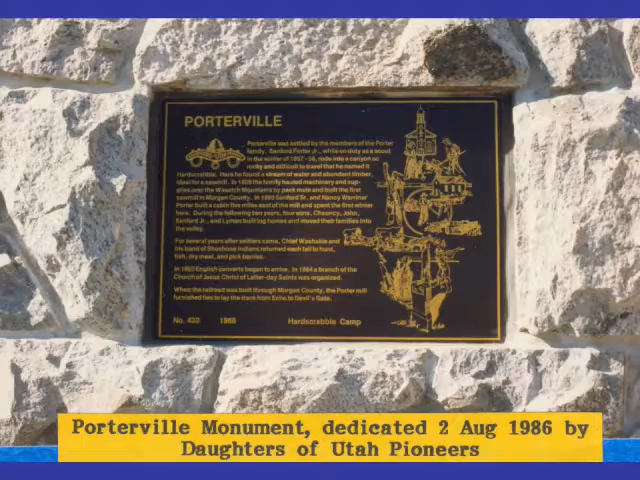 PORTERVILLE
Porterville was settled by the members of the Porter
family. Sanford Porter Jr., while on duty as a scout
in the winter of 1857 - 58, rode into a canyon so
rocky and difficult to travel that he named it
Hardscrabble. Here he found a stream of water and abundant timber,
ideal for a sawmill. In 1859 the family hauled machinery and sup-
plies over the Wasatch Mountains by pack mule and built the first
sawmill in Morgan County. In 1860 Sanford Sr. and Nancy Warriner
Porter built a cabin the miles east of the mill and spent the first winter
here. During the following two years, four sons, Chauncy, John,
Sanford Jr., and Lyman built log homes and moved their families into
the valley.
For several years after settlers came, Chief Washakie and
his band of Shoshone Indians returned each fall to hunt,
fish, dry meat, and pick berries.
In 1863 English converts began to arrive. In 1864 a branch of the
Church of Jesus Christ of Latter-day Saints was organized.
When the railroad was built through Morgan County, the Porter mill
furnished ties to lay the track from Echo to Devil's Gate.
No. 433 1986 Hardscrabble Camp
Porterville Monument, dedicated 2 Aug 1986 by
Daughters of Utah Pioneers